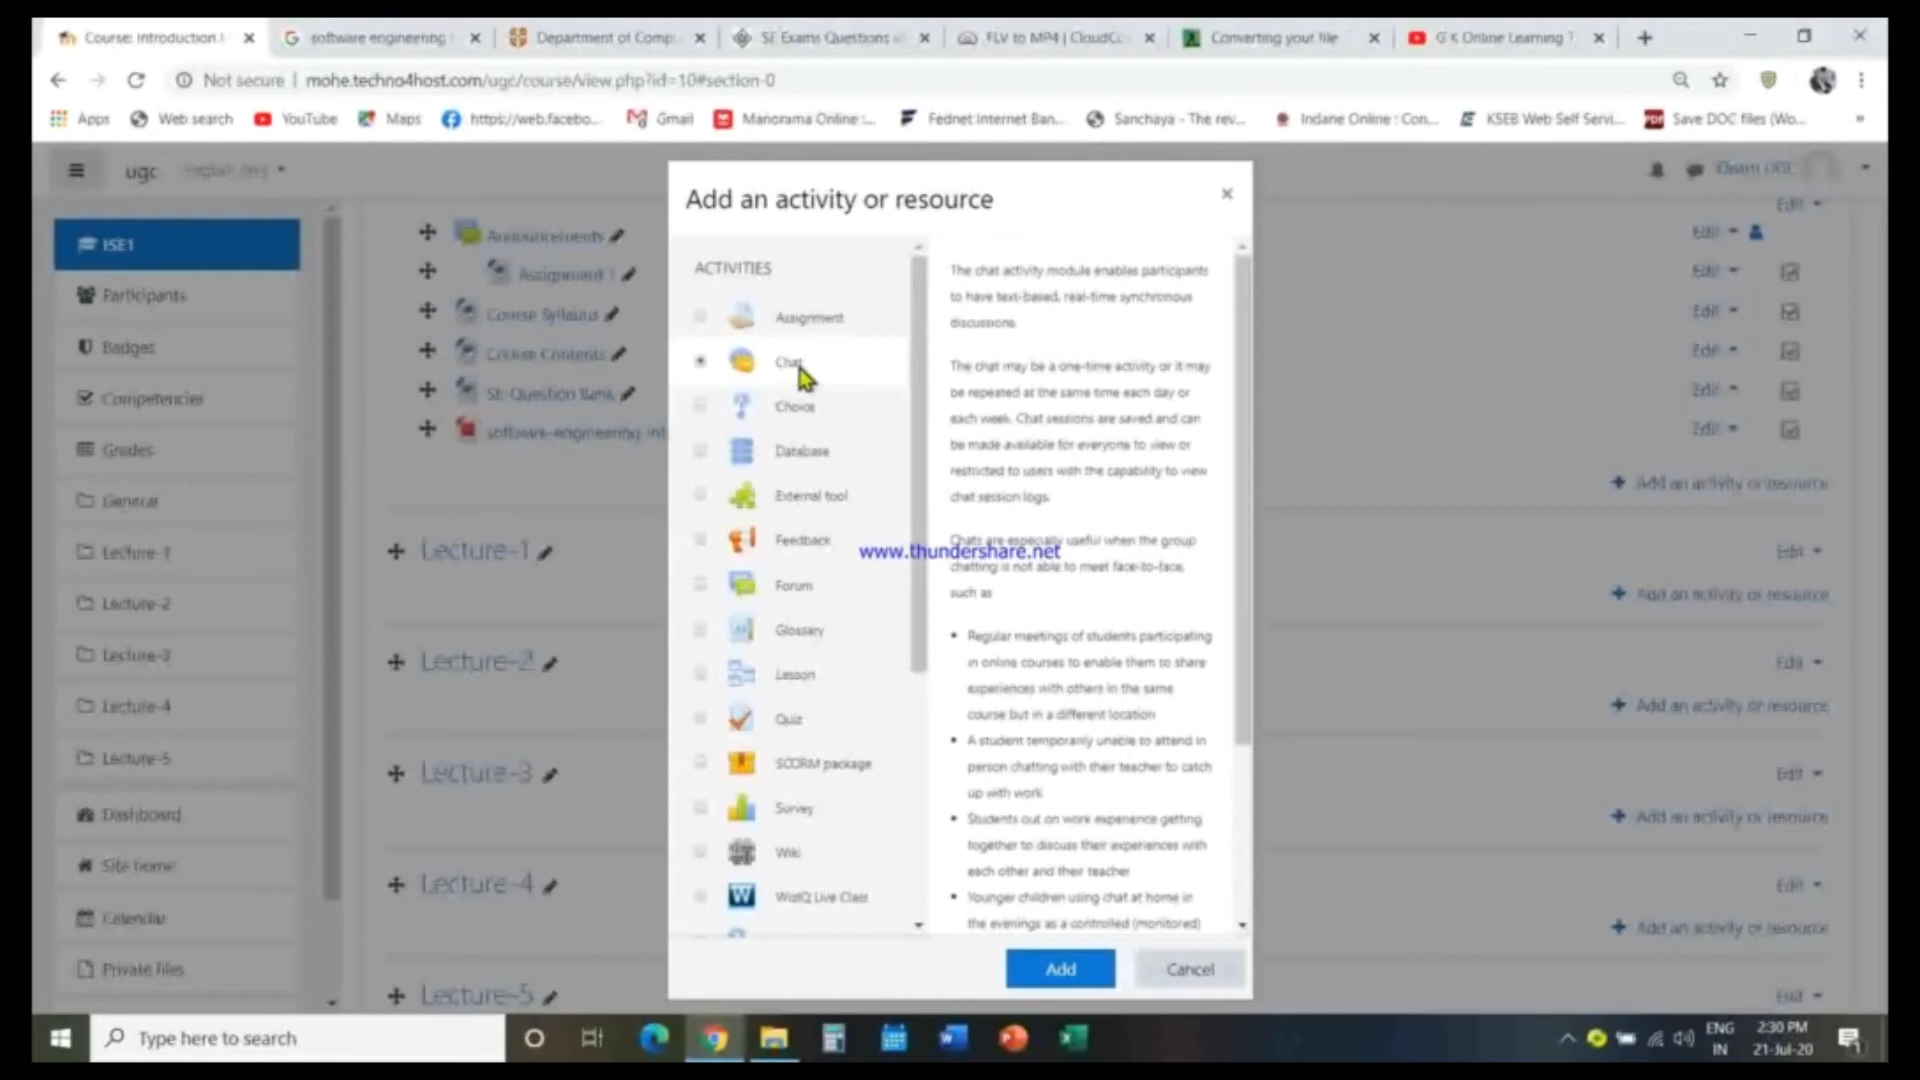 Course: Introduction
software engineering
Department of Comp
SE Exams Questions
FLV to MP4 | CloudCo
Converting your file
G K Online Learning T
Not secure | mohe.techno4host.com/ugc/course/view.php?id=10#section-0
Apps
Web search
YouTube
Maps
https://web.facebo...
Gmail
Manorama Online :...
Fednet Internet Ban...
Sanchaya - The rev...
Indane Online : Con...
KSEB Web Self Servi...
Save DOC files (Wo...
ugc
Elearn UGC
ISE1
Participants
Badges
Competencies
Grades
General
Lecture-1
Lecture-2
Lecture-3
Lecture-4
Lecture-5
Dashboard
Site home
Calendar
Private files
Edit
Announcements
Edit
Assignment
Edit
Course Syllabus
Edit
Course Contents
Edit
SE-Question Bank
Edit
software-engineering
Edit
Add an activity or resource
Lecture-1
Edit
Add an activity or resource
Lecture-2
Edit
Add an activity or resource
Lecture-3
Edit
Add an activity or resource
Lecture-4
Edit
Add an activity or resource
Lecture-5
Edit
Add an activity or resource
ACTIVITIES
Assignment
Chat
Choice
Database
External tool
Feedback
Forum
Glossary
Lesson
Quiz
SCORM package
Survey
Wiki
WizIQ Live Class
The chat activity module enables participants
to have text-based, real-time synchronous
discussions.
The chat may be a one-time activity or it may
be repeated at the same time each day or
each week. Chat sessions are saved and can
be made available for everyone to view or
restricted to users with the capability to view
chat session logs.
Chats are especially useful when the group
chatting is not able to meet face-to-face,
such as
Regular meetings of students participating
in online courses to enable them to share
experiences with others in the same
course but in a different location
A student temporarily unable to attend in
person chatting with their teacher to catch
up with work
Students out on work experience getting
together to discuss their experiences with
each other and their teacher
Younger children using chat at home in
the evenings as a controlled (monitored)
www.thundershare.net
Add
Cancel
Type here to search
ENG
IN
2:30 PM
21-Jul-20